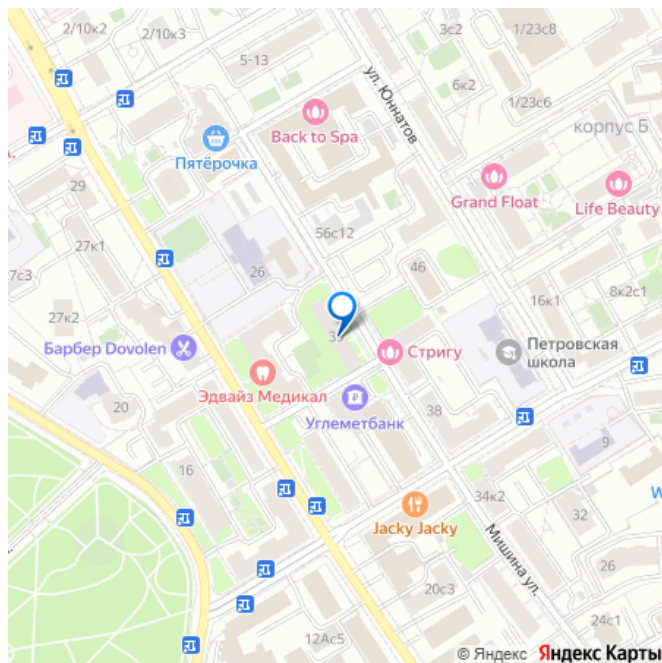 2/10к2
2/10к3
3с2
1/23с8
5-13
ул. Юннатов
6к2
1/23с6
Back to Spa
корпус Б
Пятёрочка
29
Grand Float
Life Beauty
56с12
27к1
26
46
27с3
8к2с1
16к1
27к2
Барбер Dovolen
Стригу
Петровская
школа
Эдвайз Медикал
20
Углеметбанк
38
9
16
34к2
Jacky Jacky
32
Мишина ул.
26
20с3
24с1
12Ас5
© Яндекс Яндекс Карты